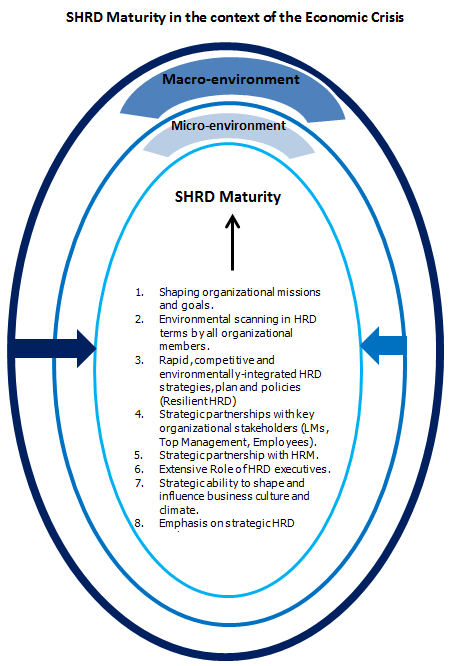 SHRD Maturity in the context of the Economic Crisis
Macro-environment
Micro-environment
SHRD Maturity
1. Shaping organizational missions
and goals.
2. Environmental scanning in HRD
terms by all organizational
members.
3. Rapid, competitive and
environmentally-integrated HRD
strategies, plan and policies
(Resilient HRD)
4. Strategic partnerships with key
organizational stakeholders (LMs,
Top Management, Employees).
5. Strategic partnership with HRM.
6. Extensive Role of HRD executives.
7. Strategic ability to shape and
influence business culture and
climate.
8. Emphasis on strategic HRD